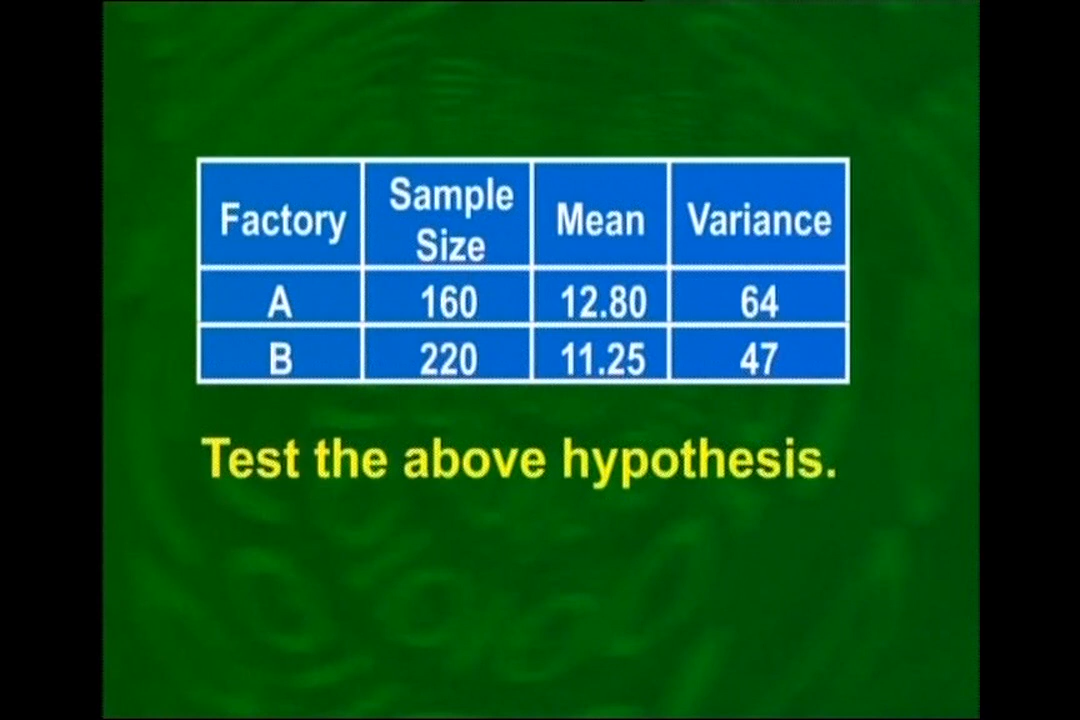 Factory Sample Size Mean Variance
A 160 12.80 64
B 220 11.25 47
Test the above hypothesis.